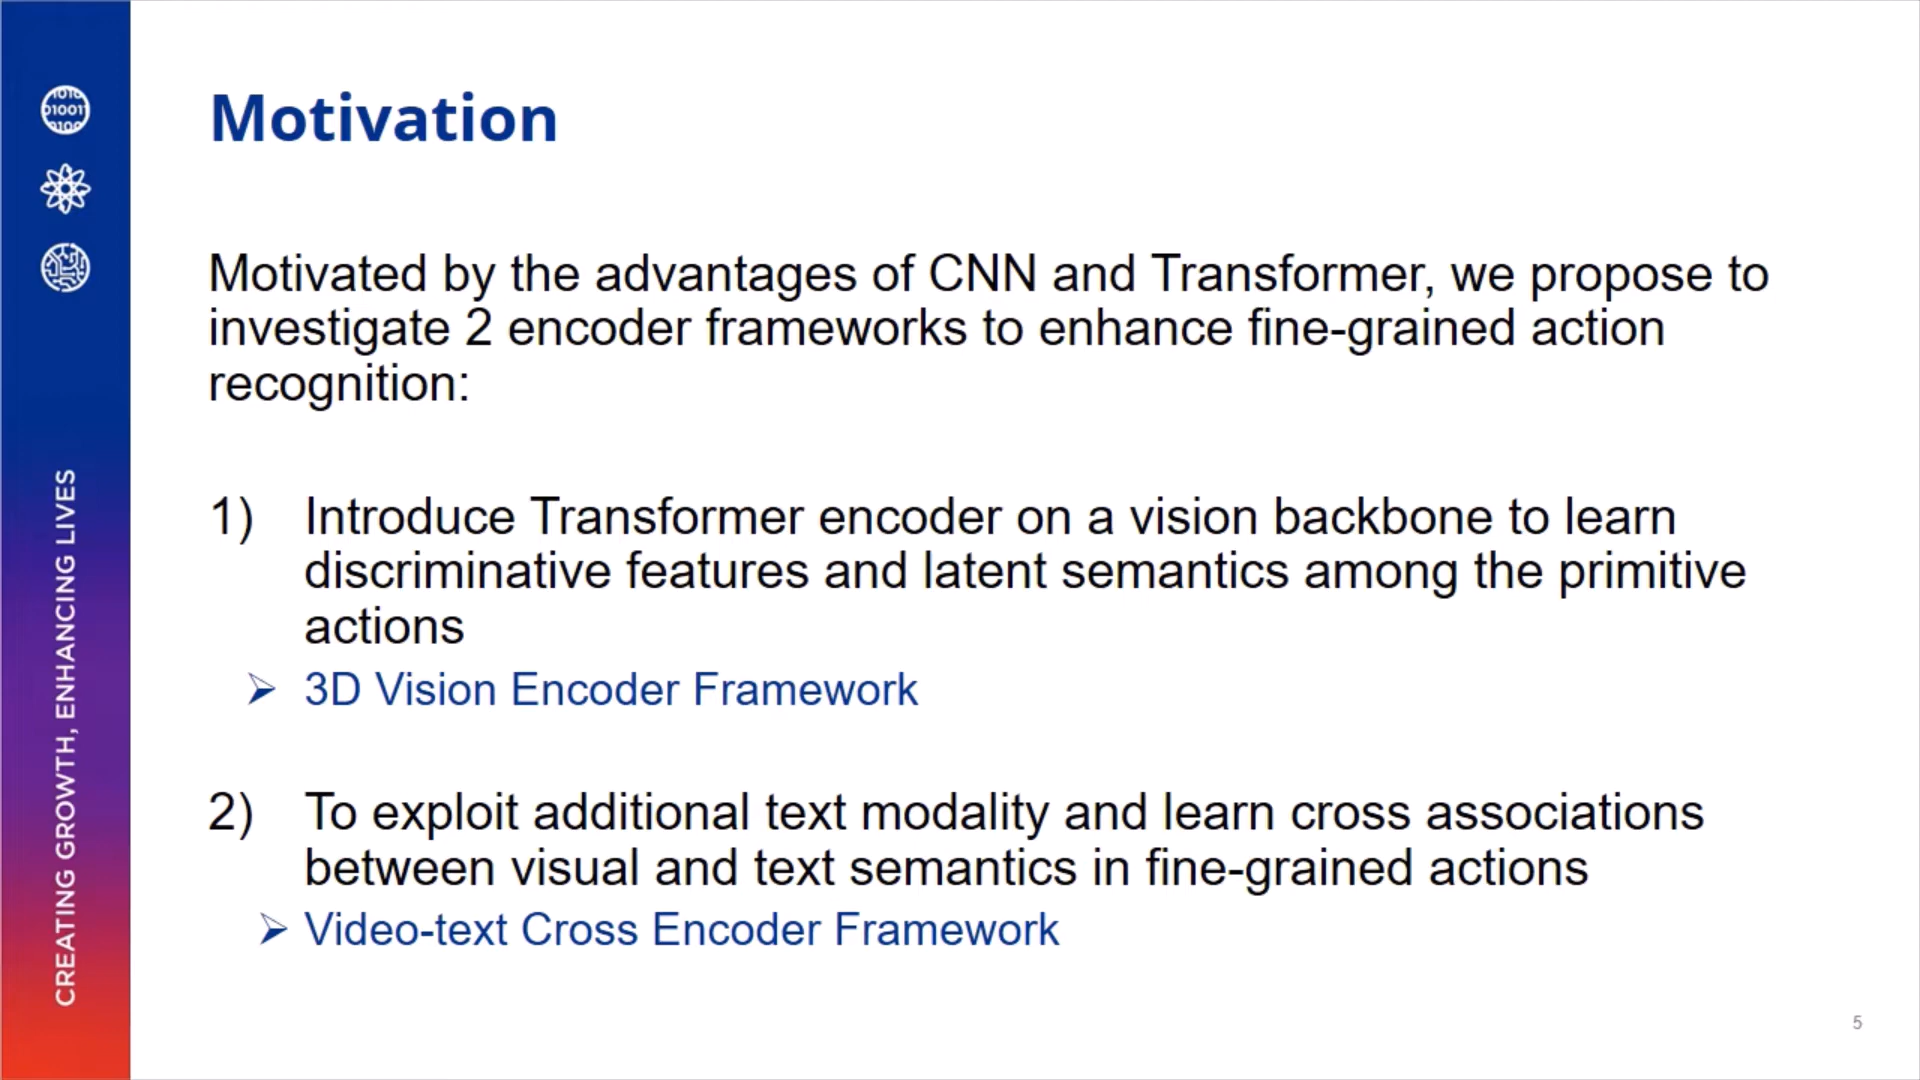 Motivation
Motivated by the advantages of CNN and Transformer, we propose to
investigate 2 encoder frameworks to enhance fine-grained action
recognition:
1) Introduce Transformer encoder on a vision backbone to learn
discriminative features and latent semantics among the primitive
actions
➢ 3D Vision Encoder Framework
2) To exploit additional text modality and learn cross associations
between visual and text semantics in fine-grained actions
➢ Video-text Cross Encoder Framework
CREATING GROWTH, ENHANCING LIVES
5